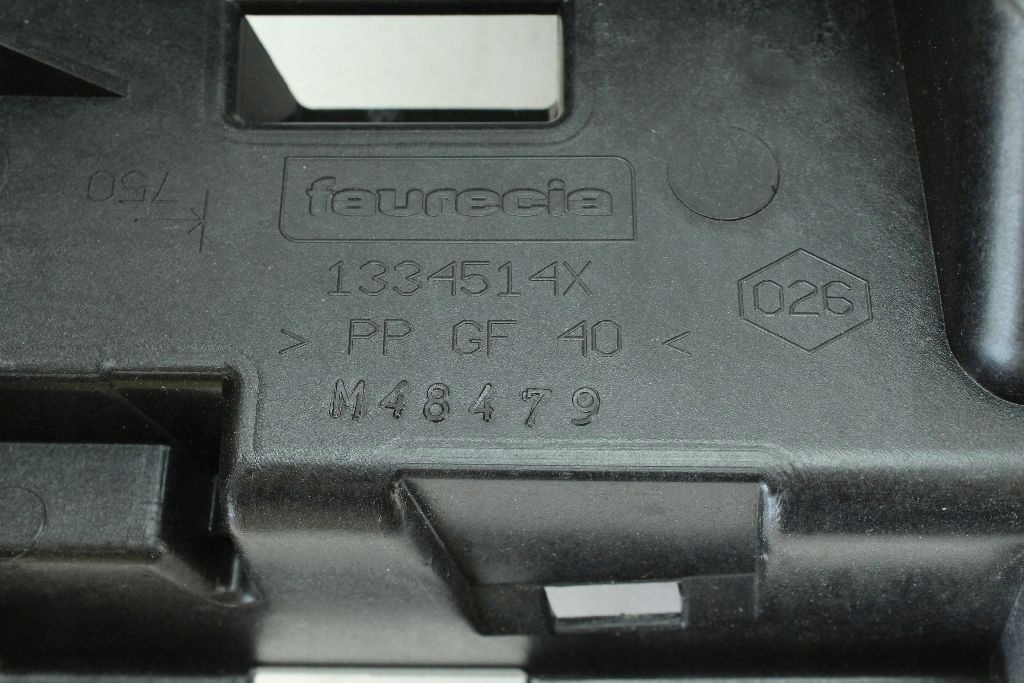 faurecia
750
1334514X
026
> PP GF 40 <
M48479